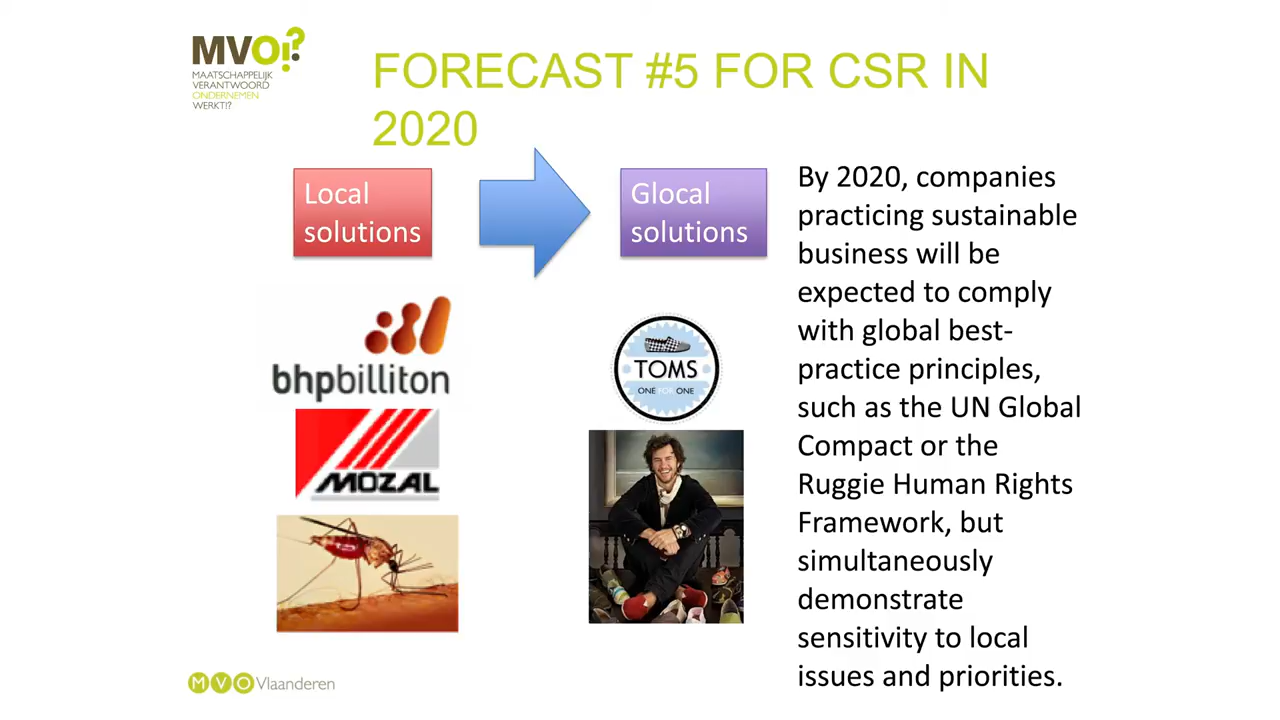 MVO!?
MAATSCHAPPELIJK
VERANTWOORD
ONDERNEMEN
WERKT!?
FORECAST #5 FOR CSR IN
2020
Local
solutions
Glocal
solutions
bhpbilliton
MOZAL
TOMS
ONE FOR ONE
By 2020, companies
practicing sustainable
business will be
expected to comply
with global best-
practice principles,
such as the UN Global
Compact or the
Ruggie Human Rights
Framework, but
simultaneously
demonstrate
sensitivity to local
issues and priorities.
MVO Vlaanderen